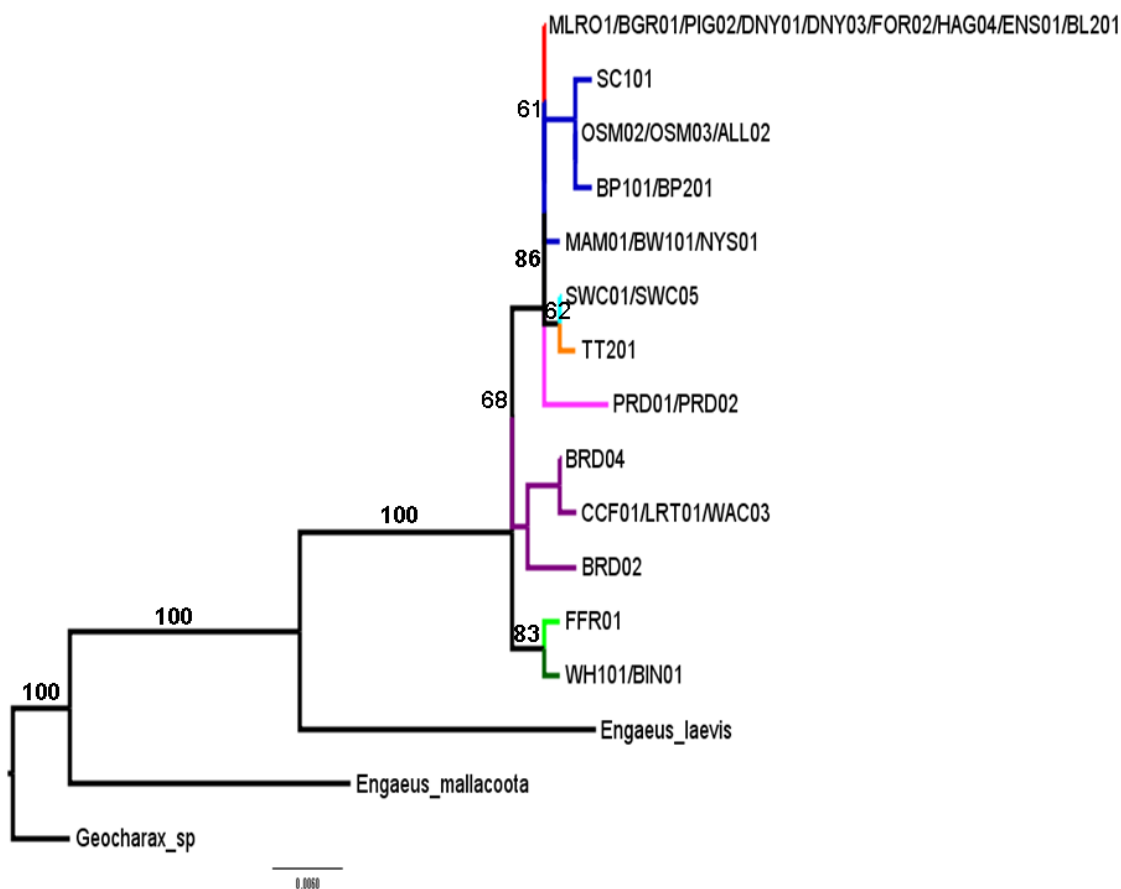 MLRO1/BGR01/PIG02/DNY01/DNY03/FOR02/HAG04/ENS01/BL201
SC101
61
OSM02/OSM03/ALL02
BP101/BP201
MAM01/BW101/NYS01
86
SWC01/SWC05
62
TT201
68
PRD01/PRD02
BRD04
CCF01/LRT01/WAC03
100
BRD02
100
FFR01
83
WH101/BIN01
100
Engaeus_laevis
Engaeus_mallacoota
Geocharax_sp
0.0060